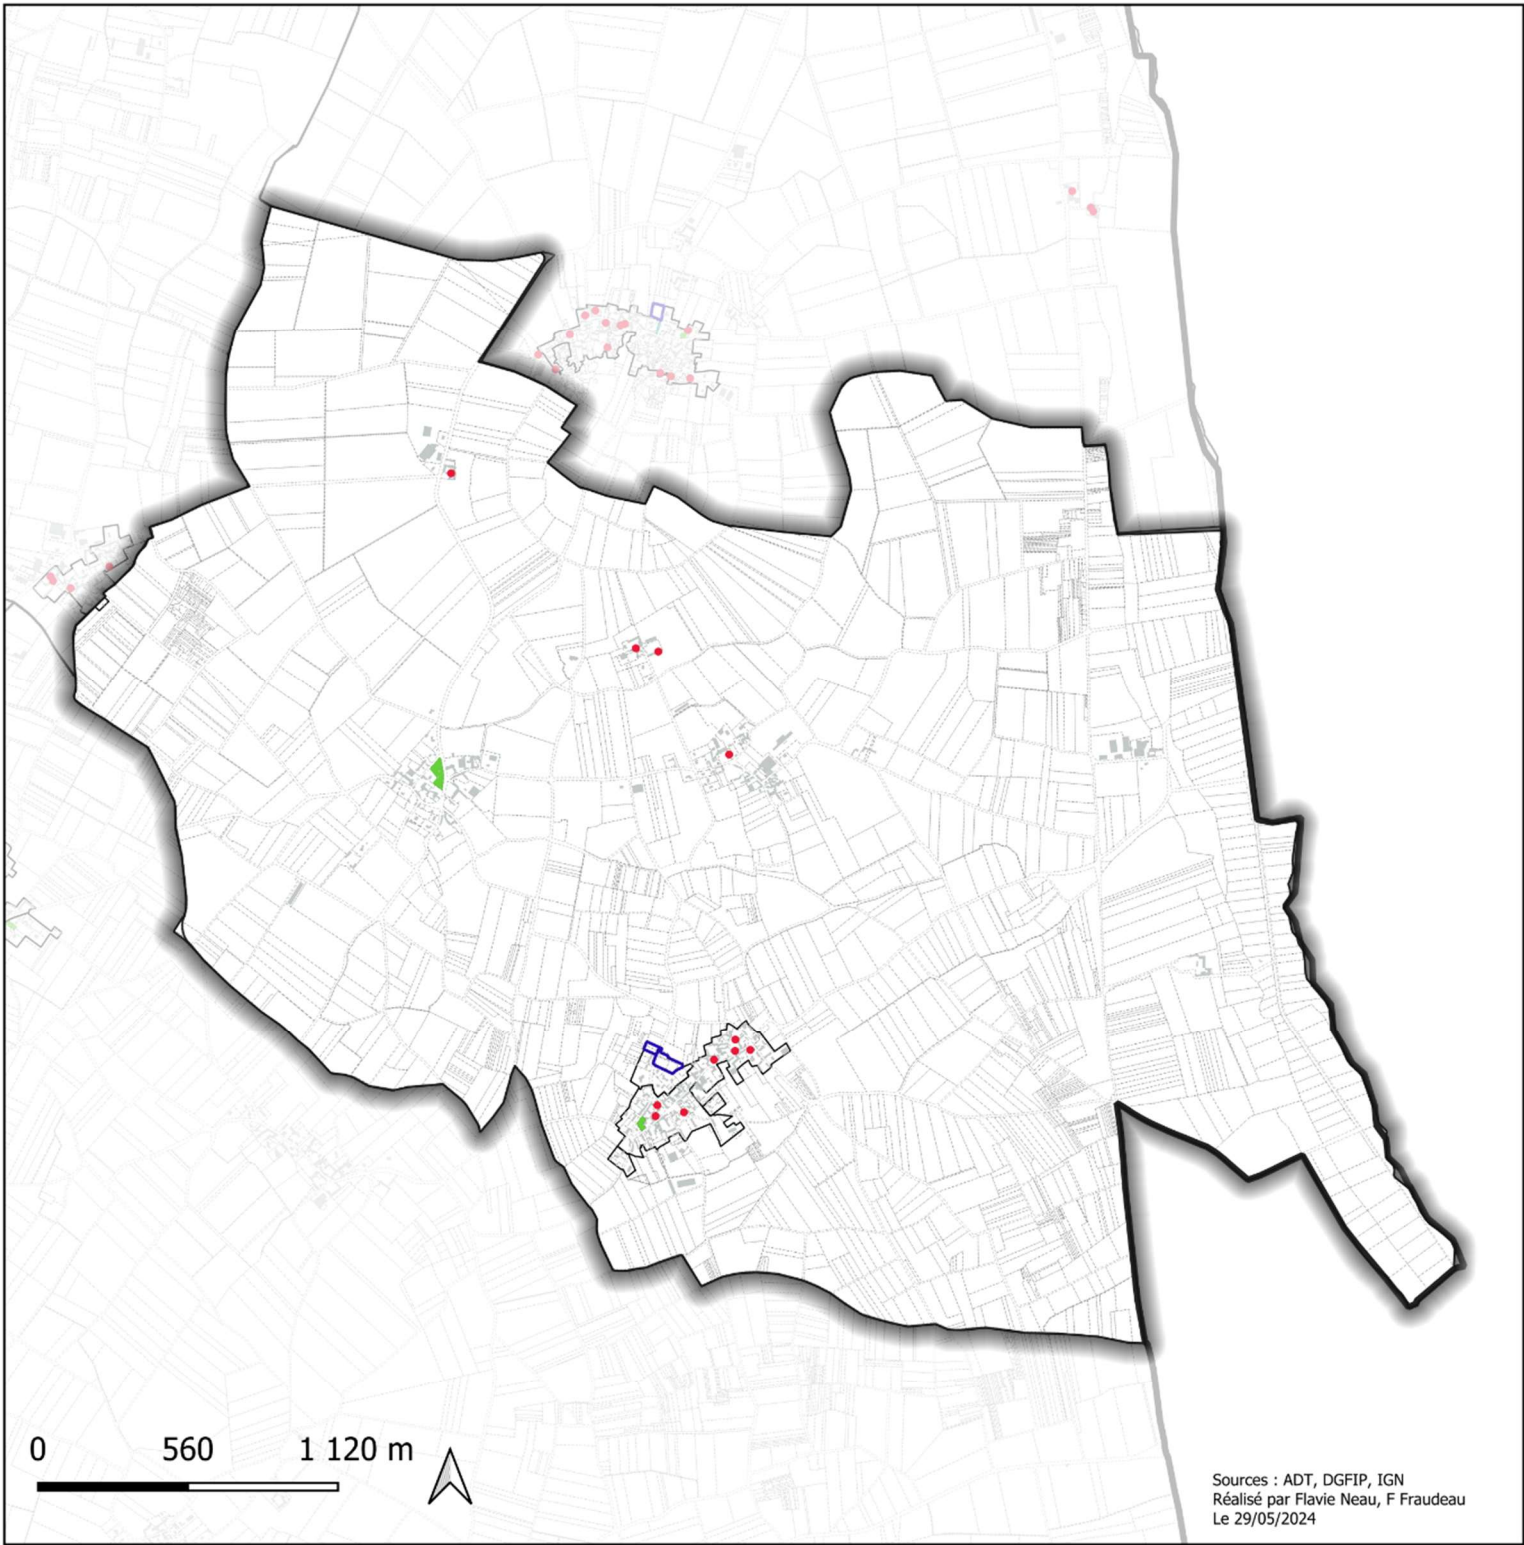 0 560 1 120 m
Sources : ADT, DGFIP, IGN
Réalisé par Flavie Neau, F Fraudeau
Le 29/05/2024